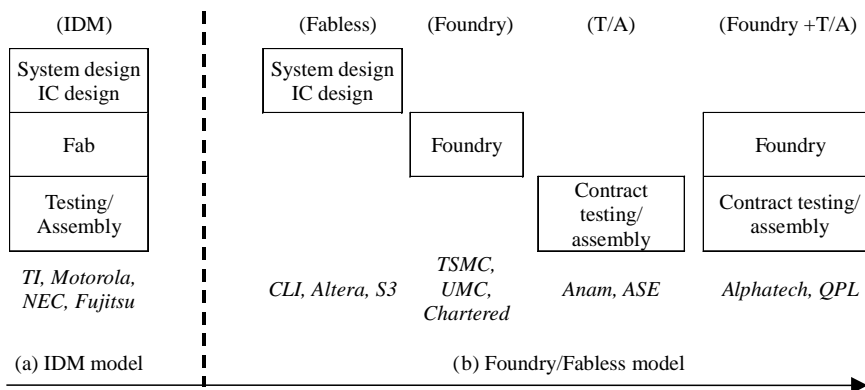 (IDM)
(Fabless)
(Foundry)
(T/A)
(Foundry +T/A)
System design
IC design
Fab
Testing/
Assembly
System design
IC design
Foundry
Contract
testing/
assembly
Foundry
Contract testing/
assembly
TI, Motorola,
NEC, Fujitsu
CLI, Altera, S3
TSMC,
UMC,
Chartered
Anam, ASE
Alphatech, QPL
(a) IDM model
(b) Foundry/Fabless model